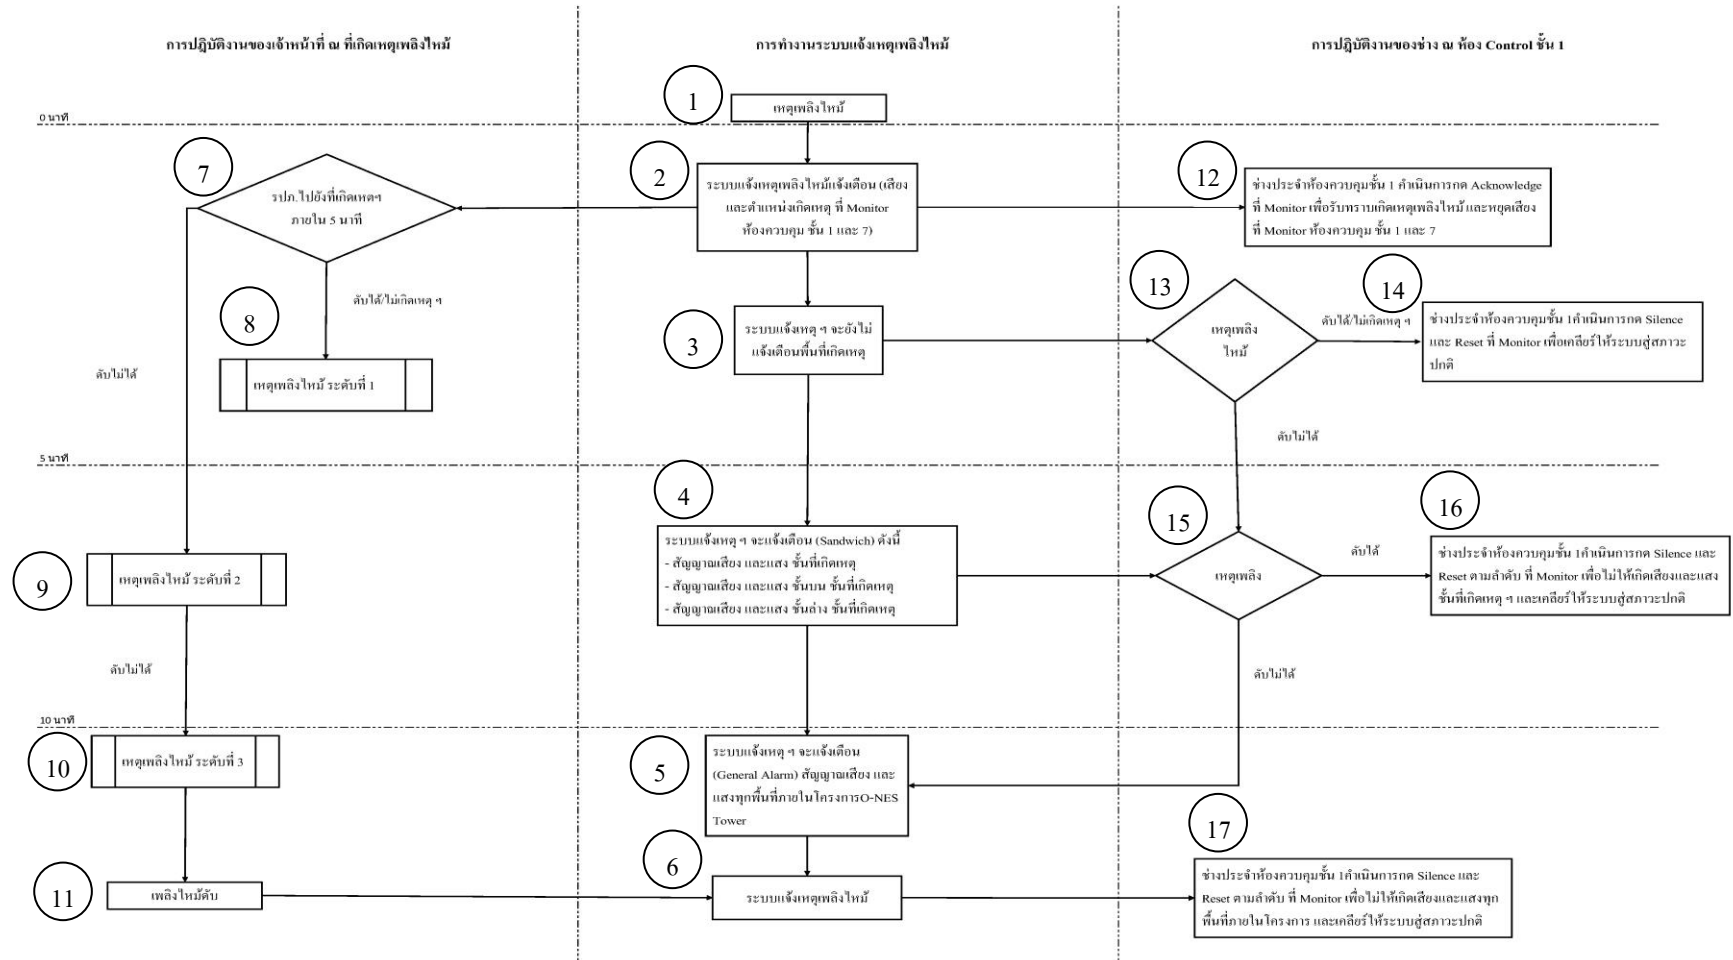 การปฎิบัติงานของเจ้าหน้าที่ ณ ที่เกิดเหตุเพลิงไหม้
การทำงานระบบแจ้งเหตุเพลิงไหม้
การปฎิบัติงานของช่าง ณ ห้อง Control ชั้น 1
1
เหตุเพลิงไหม้
0 นาที
7
รปภ.ไปยังที่เกิดเหตฯ
ภายใน 5 นาที
2
ระบบแจ้งเหตุเพลิงไหม้แจ้งเตือน (เสียง
และตำแหน่งเกิดเหตุ ที่ Monitor
ห้องควบคุม ชั้น 1 และ 7)
12
ช่างประจำห้องควบคุมชั้น 1 ดำเนินการกด Acknowledge
ที่ Monitor เพื่อรับทราบเกิดเหตุเพลิงไหม้ และหยุดเสียง
ที่ Monitor ห้องควบคุม ชั้น 1 และ 7
8
ดับได้/ไม่เกิดเหตุ ฯ
เหตุเพลิงไหม้ ระดับที่ 1
ดับไม่ได้
3
ระบบแจ้งเหตุ ฯ จะยังไม่
แจ้งเตือนพื้นที่เกิดเหตุ
13
เหตุเพลิง
ไหม้
14
ดับได้/ไม่เกิดเหตุ ฯ
ช่างประจำห้องควบคุมชั้น 1ดำเนินการกด Silence
และ Reset ที่ Monitor เพื่อเคลียร์ให้ระบบสู่สภาวะ
ปกติ
ดับไม่ได้
5 นาที
4
ระบบแจ้งเหตุ ฯ จะแจ้งเตือน (Sandwich) ดังนี้
- สัญญาณเสียง และแสง ชั้นที่เกิดเหตุ
- สัญญาณเสียง และแสง ชั้นบน ชั้นที่เกิดเหตุ
- สัญญาณเสียง และแสง ชั้นล่าง ชั้นที่เกิดเหตุ
15
เหตุเพลิง
16
ดับได้
ช่างประจำห้องควบคุมชั้น 1ดำเนินการกด Silence และ
Reset ตามลำดับ ที่ Monitor เพื่อไม่ให้เกิดเสียงและแสง
ชั้นที่เกิดเหตุ ฯ และเคลียร์ให้ระบบสู่สภาวะปกติ
9
เหตุเพลิงไหม้ ระดับที่ 2
ดับไม่ได้
ดับไม่ได้
10 นาที
10
เหตุเพลิงไหม้ ระดับที่ 3
5
ระบบแจ้งเหตุ ฯ จะแจ้งเตือน
(General Alarm) สัญญาณเสียง และ
แสงทุกพื้นที่ภายในโครงการO-NES
Tower
11
เพลิงไหม้ดับ
6
ระบบแจ้งเหตุเพลิงไหม้
17
ช่างประจำห้องควบคุมชั้น 1ดำเนินการกด Silence และ
Reset ตามลำดับ ที่ Monitor เพื่อไม่ให้เกิดเสียงและแสงทุก
พื้นที่ภายในโครงการ และเคลียร์ให้ระบบสู่สภาวะปกติ